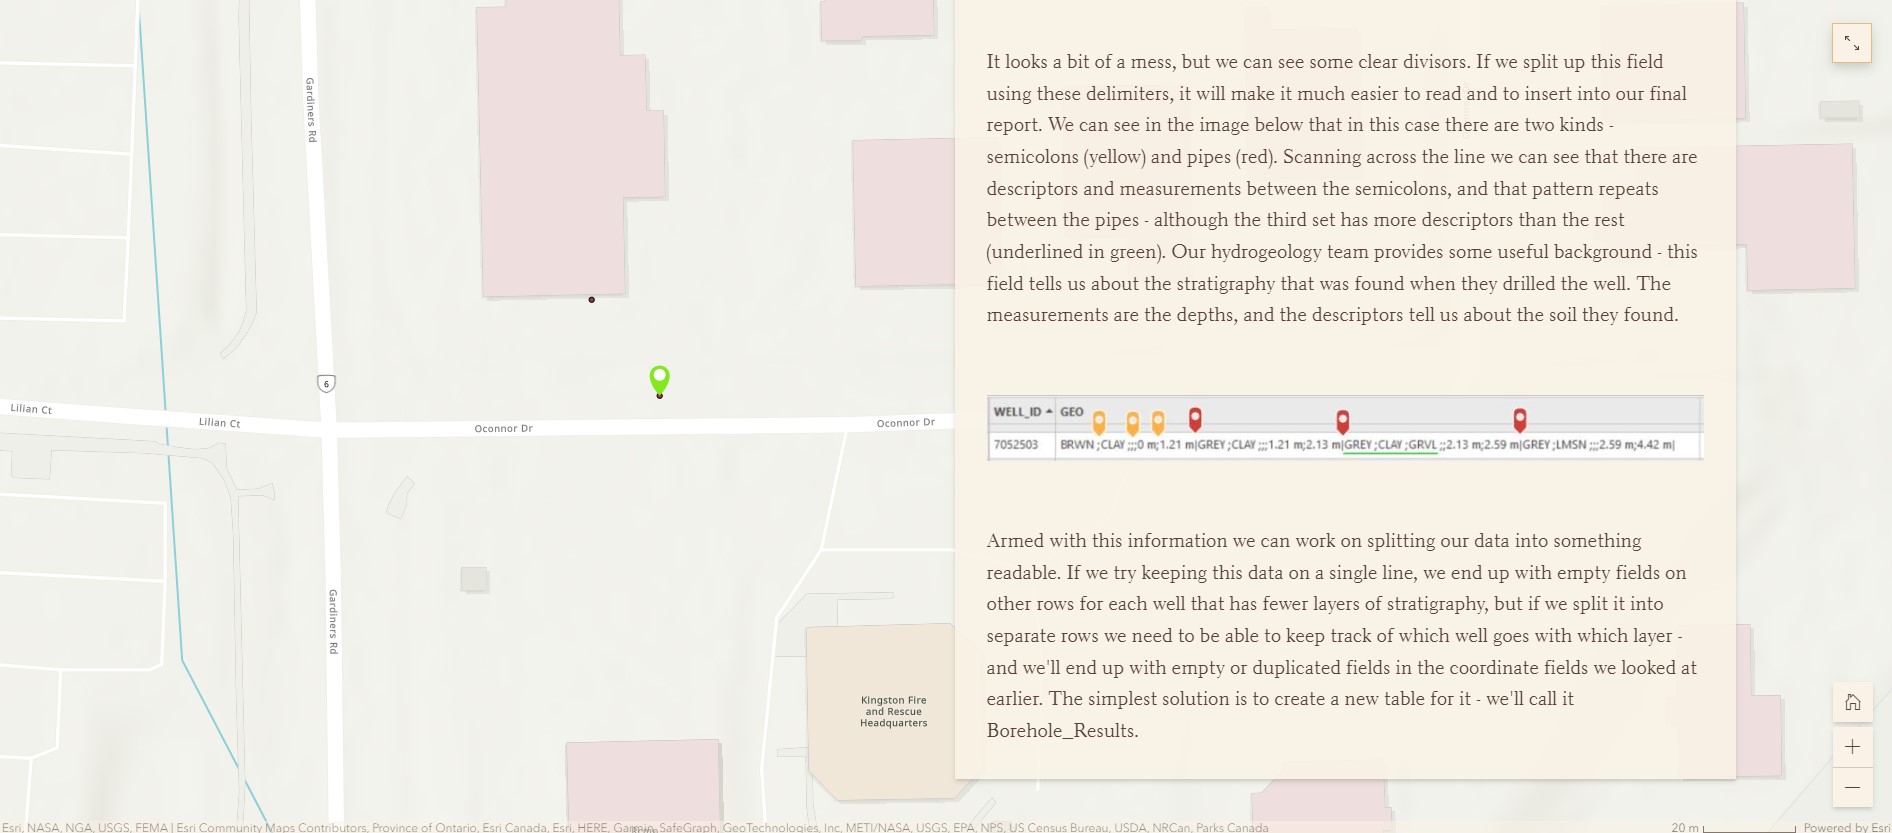 It looks a bit of a mess, but we can see some clear divisors. If we split up this field
using these delimiters, it will make it much easier to read and to insert into our final
report. We can see in the image below that in this case there are two kinds -
semicolons (yellow) and pipes (red). Scanning across the line we can see that there are
descriptors and measurements between the semicolons, and that pattern repeats
between the pipes - although the third set has more descriptors than the rest
(underlined in green). Our hydrogeology team provides some useful background - this
field tells us about the stratigraphy that was found when they drilled the well. The
measurements are the depths, and the descriptors tell us about the soil they found.
WELL_ID GEO
7052503 BRWN ;CLAY ;;;0 m;1.21 m|GREY ;CLAY ;;;1.21 m;2.13 m|GREY ;CLAY ;GRVL ;;2.13 m;2.59 m|GREY ;LMSN ;;;2.59 m;4.42 m|
Armed with this information we can work on splitting our data into something
readable. If we try keeping this data on a single line, we end up with empty fields on
other rows for each well that has fewer layers of stratigraphy, but if we split it into
separate rows we need to be able to keep track of which well goes with which layer -
and we'll end up with empty or duplicated fields in the coordinate fields we looked at
earlier. The simplest solution is to create a new table for it - we'll call it
Borehole_Results.
Gardiners Rd
6
Lilian Ct
Lilian Ct
Oconnor Dr
Oconnor Dr
Gardiners Rd
Kingston Fire
and Rescue
Headquarters
Esri, NASA, NGA, USGS, FEMA | Esri Community Maps Contributors, Province of Ontario, Esri Canada, Esri, HERE, Garmin, SafeGraph, GeoTechnologies, Inc, METI/NASA, USGS, EPA, NPS, US Census Bureau, USDA, NRCan, Parks Canada
20 m
Powered by Esri